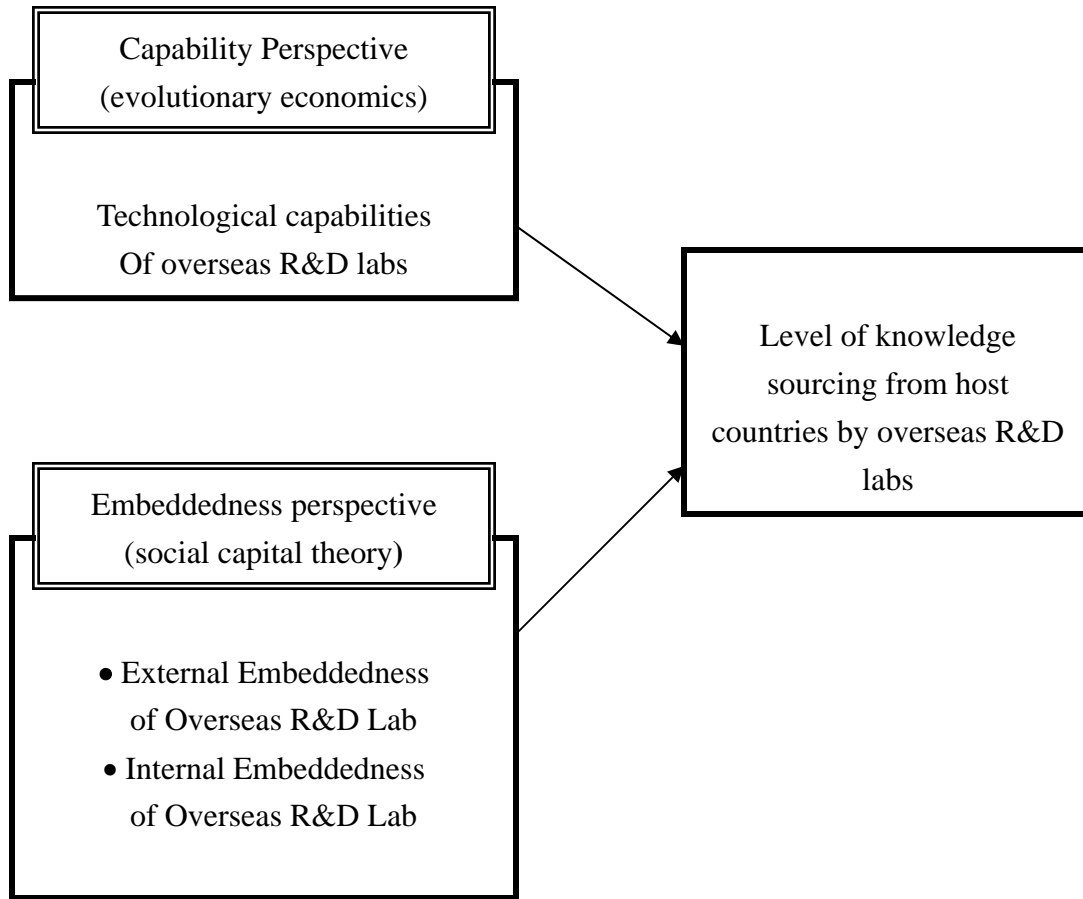 Capability Perspective
(evolutionary economics)
Technological capabilities
Of overseas R&D labs
Level of knowledge
sourcing from host
countries by overseas R&D
labs
Embeddedness perspective
(social capital theory)
• External Embeddedness
of Overseas R&D Lab
• Internal Embeddedness
of Overseas R&D Lab